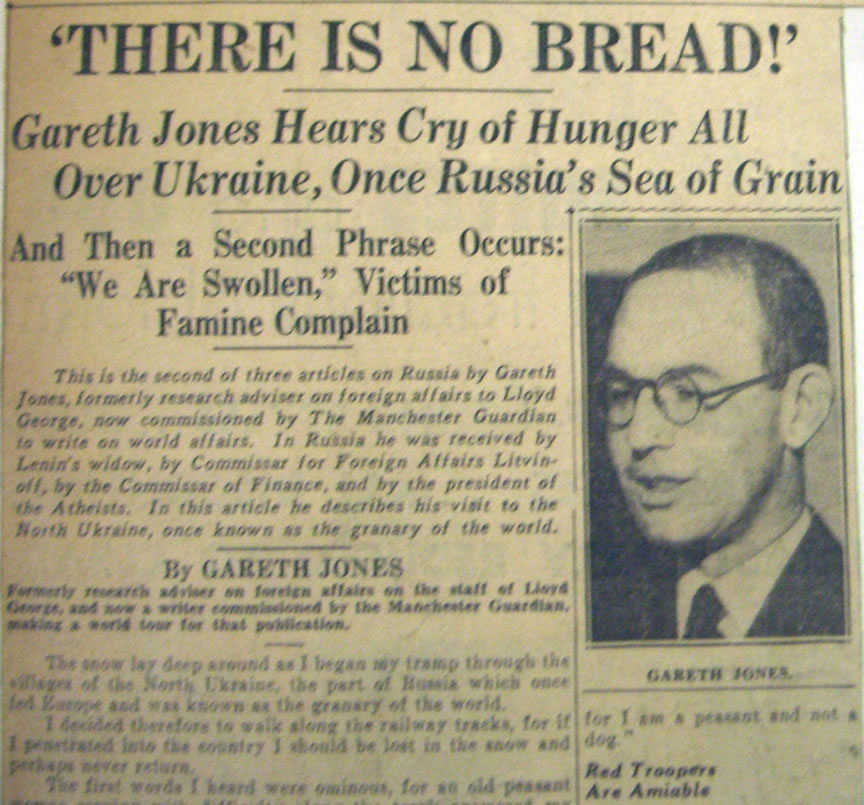 ‘THERE IS NO BREAD!’
Gareth Jones Hears Cry of Hunger All
Over Ukraine, Once Russia’s Sea of Grain
And Then a Second Phrase Occurs:
“We Are Swollen,” Victims of
Famine Complain
This is the second of three articles on Russia by Gareth
Jones, formerly research adviser on foreign affairs to Lloyd
George, now commissioned by The Manchester Guardian
to write on world affairs. In Russia he was received by
Lenin's widow, by Commissar for Foreign Affairs Litvin-
off, by the Commissar of Finance, and by the president of
the Atheists. In this article he describes his visit to the
North Ukraine, once known as the granary of the world.
By GARETH JONES
Formerly research adviser on foreign affairs on the staff of Lloyd
George, and now a writer commissioned by the Manchester Guardian,
making a world tour for that publication.
The snow lay deep around as I began my tramp through the
villages of the North Ukraine, the part of Russia which once
fed Europe and was known as the granary of the world.
I decided therefore to walk along the railway tracks, for if
I penetrated into the country I should be lost in the snow and
perhaps never return.
The first words I heard were ominous, for an old peasant
GARETH JONES.
for I am a peasant and not a
dog."
Red Troopers
Are Amiable